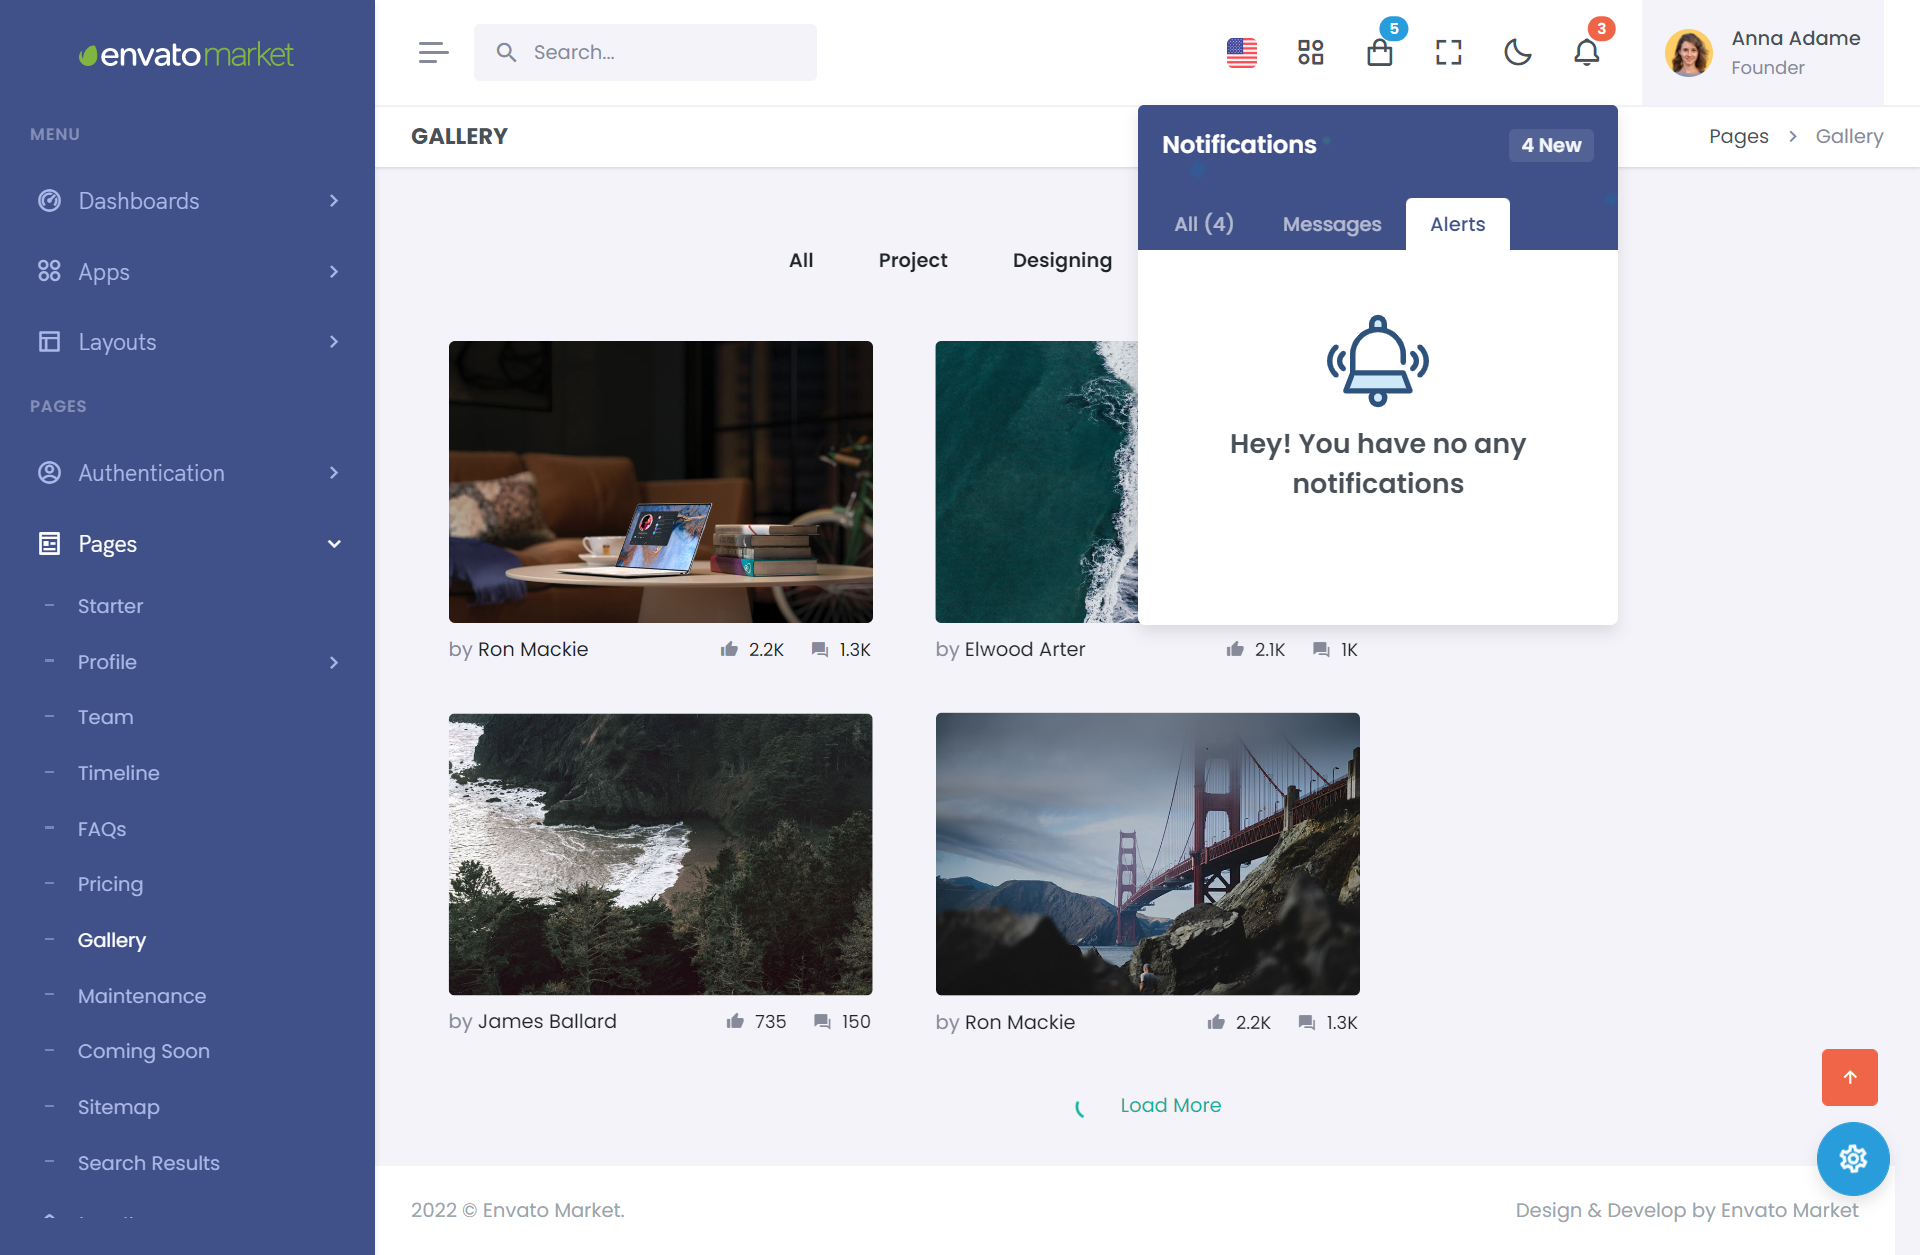 envato market
MENU
Dashboards
Apps
Layouts
PAGES
Authentication
Pages
Starter
Profile
Team
Timeline
FAQs
Pricing
Gallery
Maintenance
Coming Soon
Sitemap
Search Results
Search...
5
3
Anna Adame
Founder
GALLERY
Pages > Gallery
Notifications
4 New
All (4)
Messages
Alerts
Hey! You have no any
notifications
All
Project
Designing
by Ron Mackie
2.2K
1.3K
by Elwood Arter
2.1K
1K
by James Ballard
735
150
by Ron Mackie
2.2K
1.3K
Load More
2022 © Envato Market.
Design & Develop by Envato Market